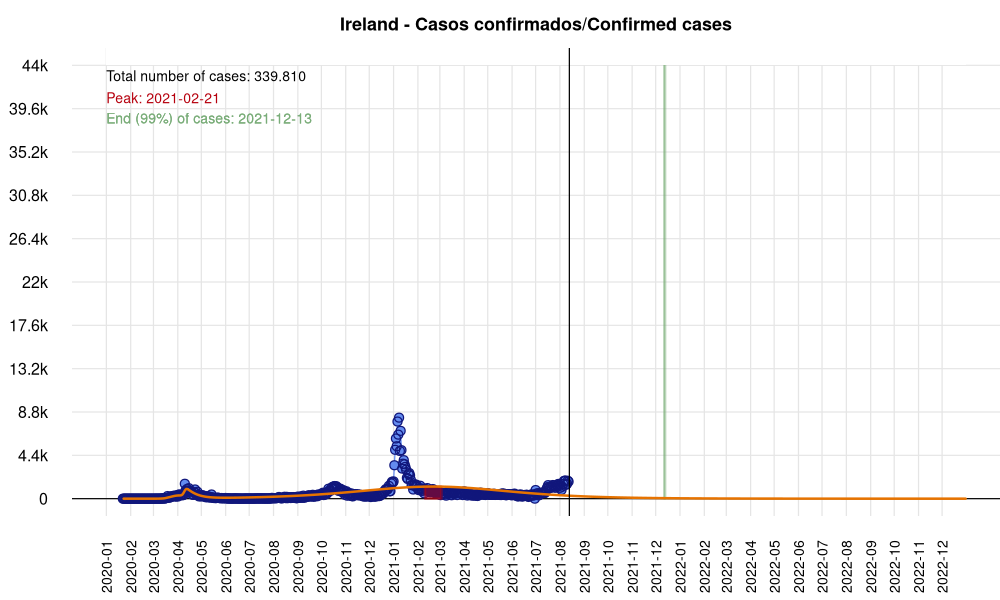 Ireland - Casos confirmados/Confirmed cases
44k
Total number of cases: 339.810
Peak: 2021-02-21
End (99%) of cases: 2021-12-13
39.6k
35.2k
30.8k
26.4k
22k
17.6k
13.2k
8.8k
4.4k
0
2020-01
2020-02
2020-03
2020-04
2020-05
2020-06
2020-07
2020-08
2020-09
2020-10
2020-11
2020-12
2021-01
2021-02
2021-03
2021-04
2021-05
2021-06
2021-07
2021-08
2021-09
2021-10
2021-11
2021-12
2022-01
2022-02
2022-03
2022-04
2022-05
2022-06
2022-07
2022-08
2022-09
2022-10
2022-11
2022-12